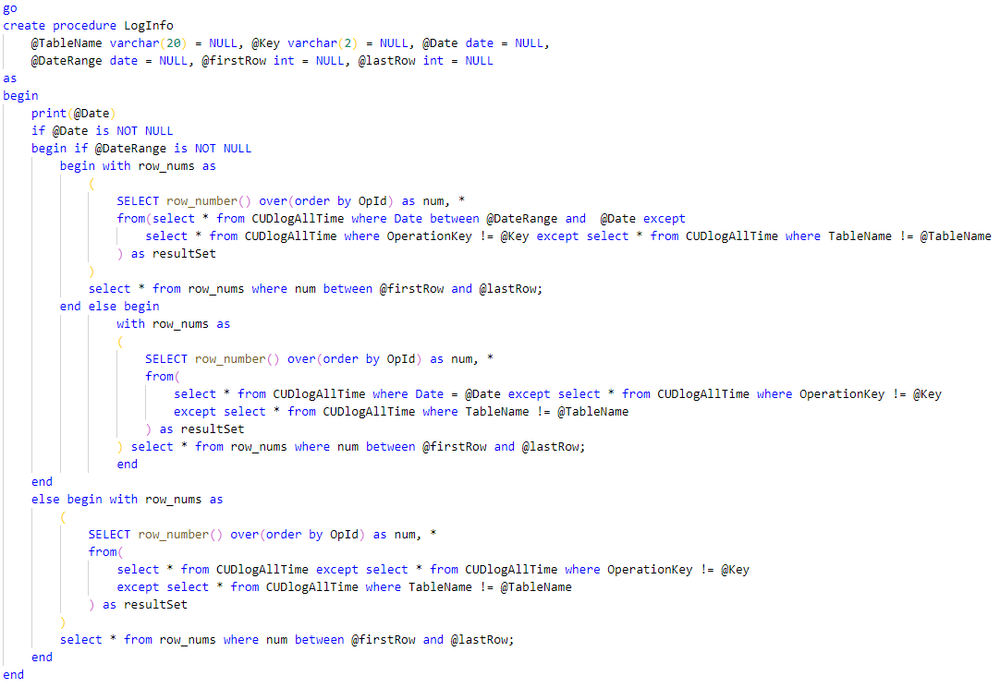 go
create procedure LogInfo
    @TableName varchar(20) = NULL, @Key varchar(2) = NULL, @Date date = NULL,
    @DateRange date = NULL, @firstRow int = NULL, @lastRow int = NULL
as
begin
    print(@Date)
    if @Date is NOT NULL
    begin if @DateRange is NOT NULL
        begin with row_nums as
            (
                SELECT row_number() over(order by OpId) as num, *
                from(select * from CUDlogAllTime where Date between @DateRange and  @Date except
                    select * from CUDlogAllTime where OperationKey != @Key except select * from CUDlogAllTime where TableName != @TableName
                ) as resultSet
            )
            select * from row_nums where num between @firstRow and @lastRow;
        end else begin
                with row_nums as
                (
                    SELECT row_number() over(order by OpId) as num, *
                    from(
                        select * from CUDlogAllTime where Date = @Date except select * from CUDlogAllTime where OperationKey != @Key
                        except select * from CUDlogAllTime where TableName != @TableName
                    ) as resultSet
                ) select * from row_nums where num between @firstRow and @lastRow;
                end
    end
    else begin with row_nums as
        (
            SELECT row_number() over(order by OpId) as num, *
            from(
                select * from CUDlogAllTime except select * from CUDlogAllTime where OperationKey != @Key
                except select * from CUDlogAllTime where TableName != @TableName
            ) as resultSet
        )
        select * from row_nums where num between @firstRow and @lastRow;
    end
end